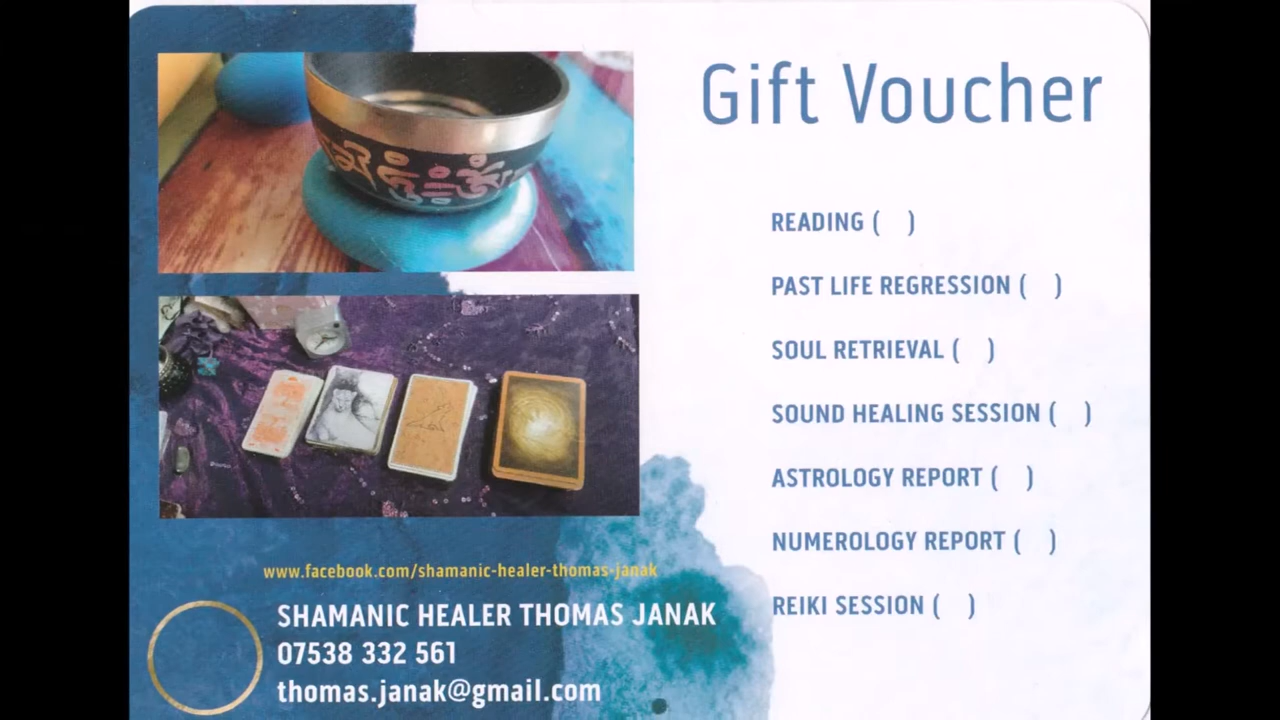 Gift Voucher
READING ( )
PAST LIFE REGRESSION ( )
SOUL RETRIEVAL ( )
SOUND HEALING SESSION ( )
ASTROLOGY REPORT ( )
NUMEROLOGY REPORT ( )
REIKI SESSION ( )
www.facebook.com/shamanic-healer-thomas-janak
SHAMANIC HEALER THOMAS JANAK
07538 332 561
thomas.janak@gmail.com